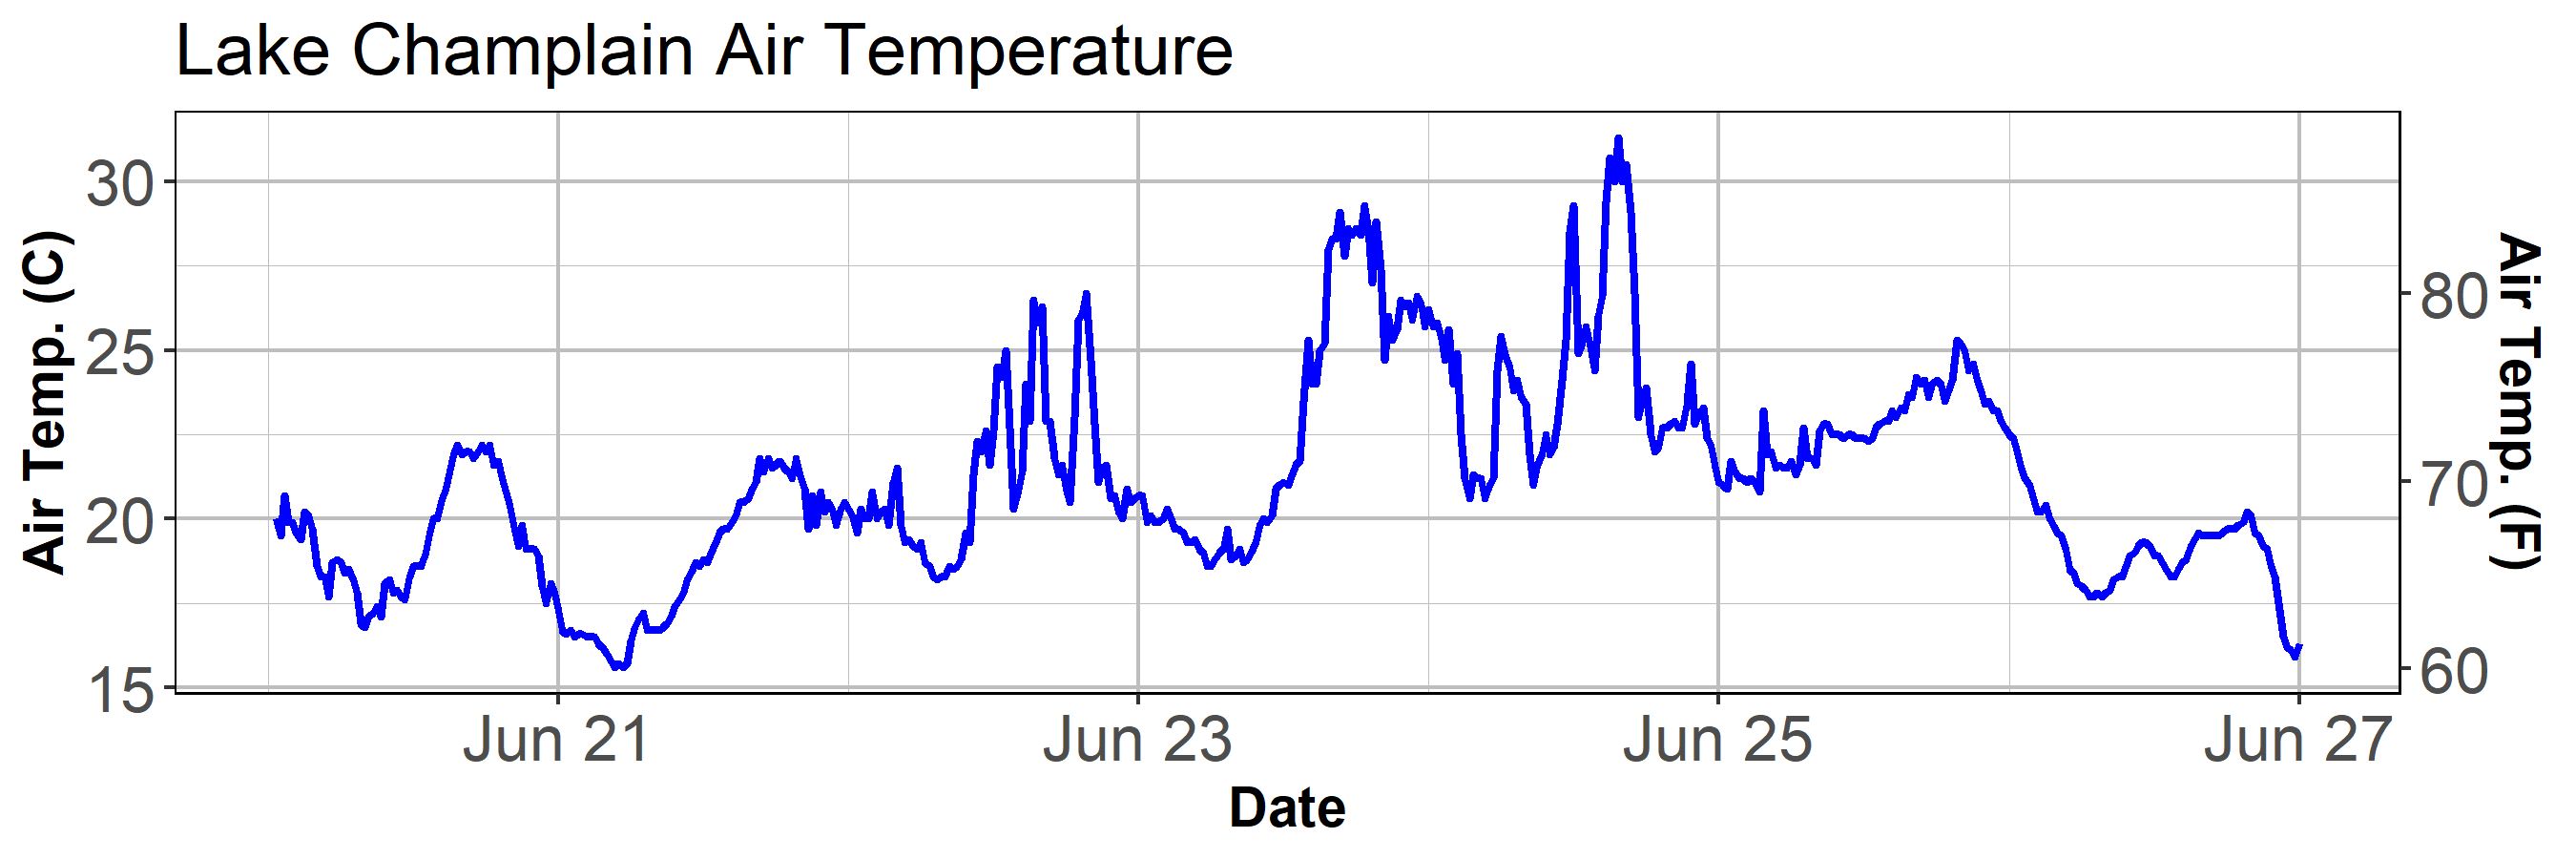 Lake Champlain Air Temperature
Air Temp. (C)
30
25
20
15
Air Temp. (F)
80
70
60
Jun 21
Jun 23
Jun 25
Jun 27
Date